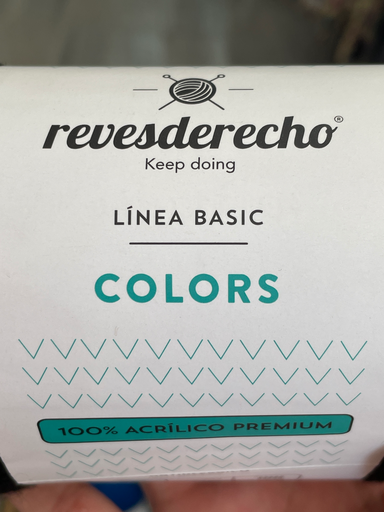 revesderecho®
Keep doing
LÍNEA BASIC
COLORS
100% ACRÍLICO PREMIUM